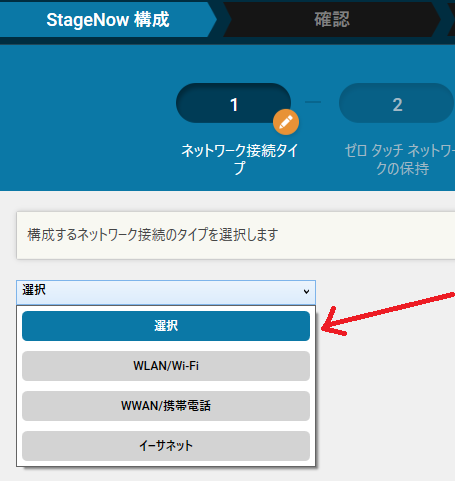 StageNow 構成
確認
1
2
ネットワーク接続タイ
プ
ゼロ タッチ ネットワー
クの保持
構成するネットワーク接続のタイプを選択します
選択
選択
WLAN/Wi-Fi
WWAN/携帯電話
イーサネット